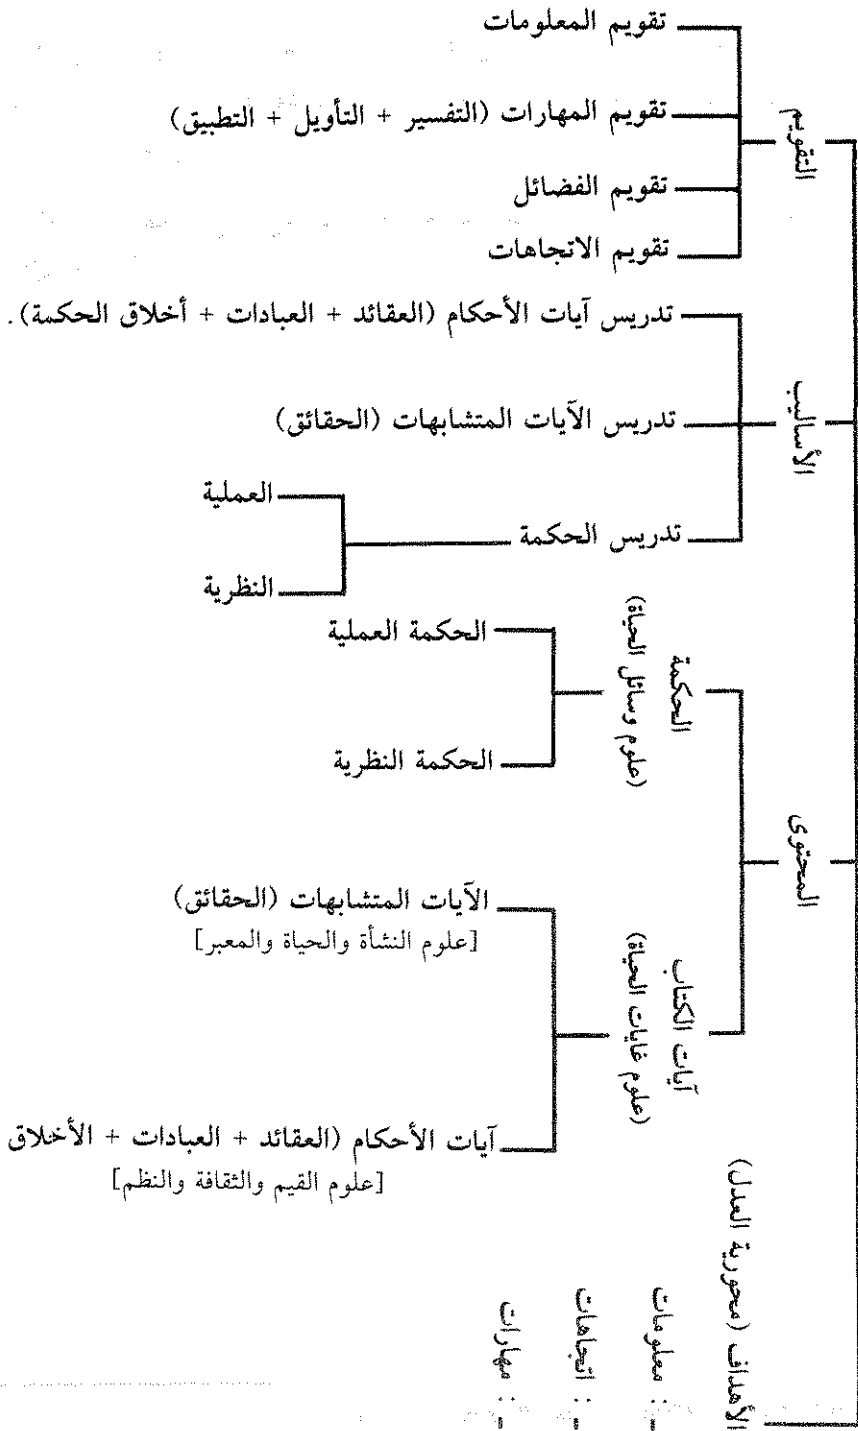 التقويم
تقويم المعلومات
تقويم المهارات (التفسير + التأويل + التطبيق)
تقويم الفضائل
تقويم الاتجاهات
الأساليب
تدريس آيات الأحكام (العقائد + العبادات + أخلاق الحكمة).
تدريس الآيات المتشابهات (الحقائق)
تدريس الحكمة
العملية
النظرية
المحتوى
الحكمة
(علوم وسائل الحياة)
الحكمة العملية
الحكمة النظرية
آيات الكتاب
(علوم غايات الحياة)
الآيات المتشابهات (الحقائق)
[علوم النشأة والحياة والمعبر]
آيات الأحكام (العقائد + العبادات + الأخلاق
[علوم القيم والثقافة والنظم]
الأهداف (محورية العدل)
- معلومات :
- اتجاهات :
- مهارات :